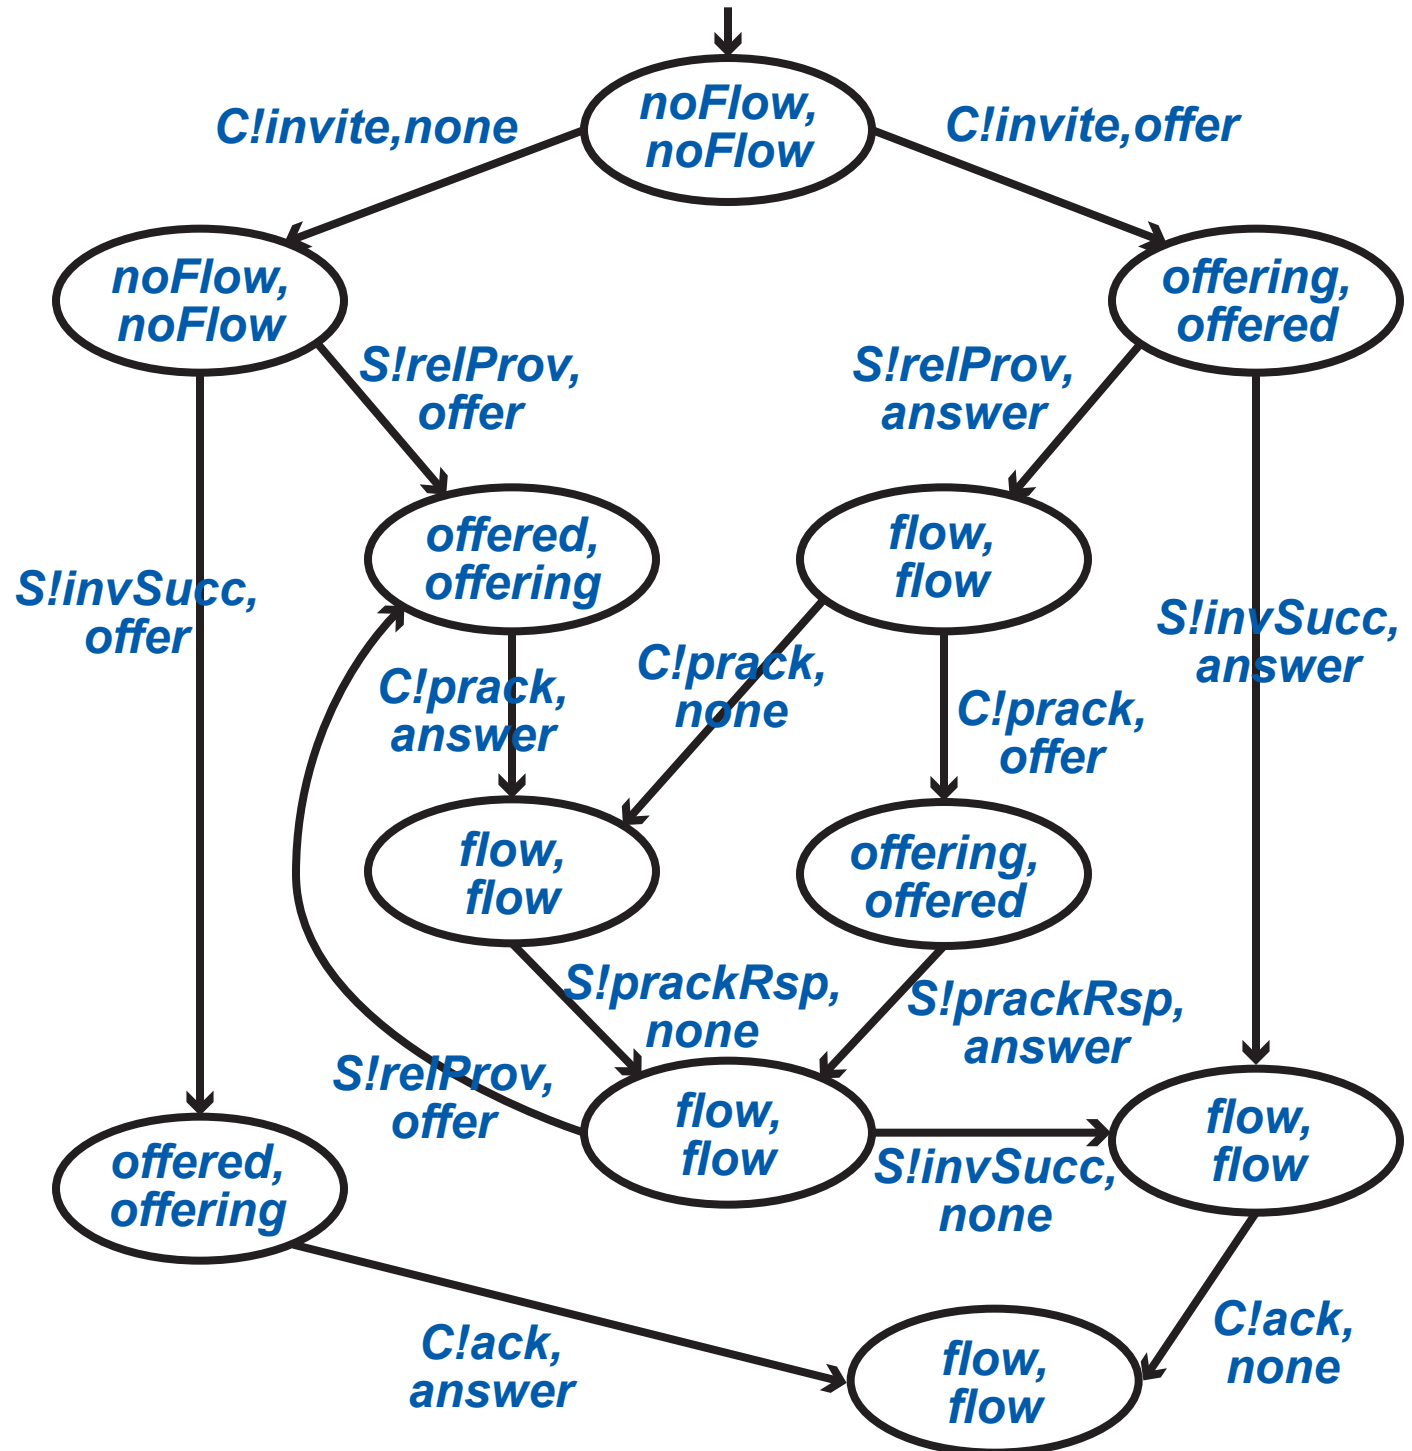 noFlow,
noFlow
C!invite,none
C!invite,offer
noFlow,
noFlow
offering,
offered
S!relProv,
offer
S!relProv,
answer
offered,
offering
flow,
flow
S!invSucc,
offer
S!invSucc,
answer
C!prack,
answer
C!prack,
none
C!prack,
offer
flow,
flow
offering,
offered
S!prackRsp,
none
S!prackRsp,
answer
S!relProv,
offer
flow,
flow
S!invSucc,
none
flow,
flow
offered,
offering
C!ack,
answer
C!ack,
none
flow,
flow